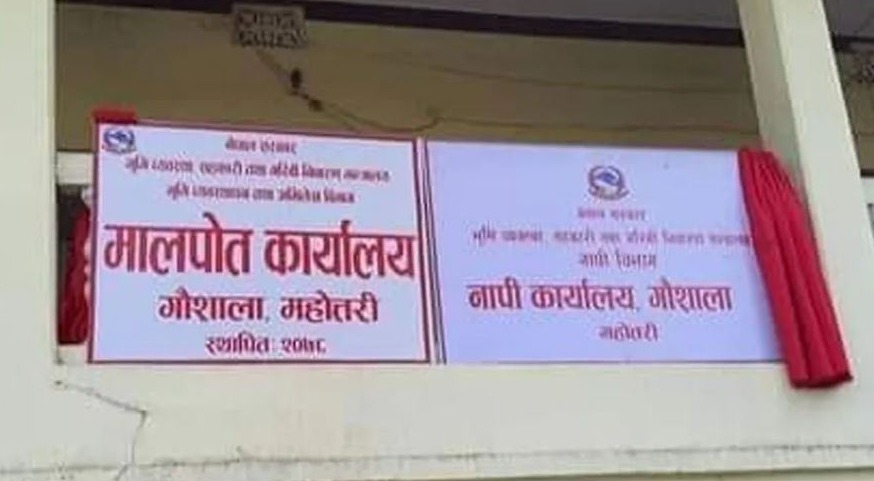 नेपाल सरकार
भूमि व्यवस्था, सहकारी तथा गरिबी निवारण मन्त्रालय
भूमि व्यवस्थापन तथा अभिलेख विभाग
मालपोत कार्यालय
गौशाला, महोतरी
स्थापित: २०७८
नेपाल सरकार
भूमि व्यवस्था, सहकारी तथा गरिबी निवारण मन्त्रालय
नापी विभाग
नापी कार्यालय, गौशाला
महोतरी